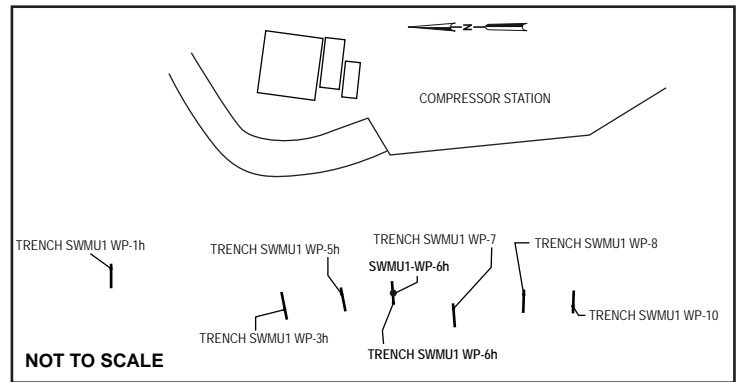 N
COMPRESSOR STATION
TRENCH SWMU1 WP-1h
TRENCH SWMU1 WP-5h
TRENCH SWMU1 WP-7
TRENCH SWMU1 WP-8
SWMU1-WP-6h
TRENCH SWMU1 WP-3h
TRENCH SWMU1 WP-6h
TRENCH SWMU1 WP-10
NOT TO SCALE